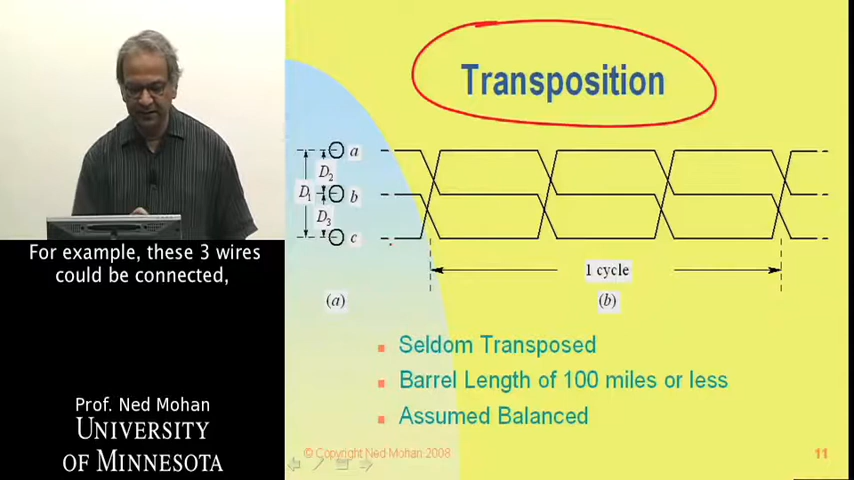 Transposition
a
D2
D1
b
D3
c
1 cycle
(a)
(b)
Seldom Transposed
Barrel Length of 100 miles or less
Assumed Balanced
© Copyright Ned Mohan 2008
11
For example, these 3 wires
could be connected,
Prof. Ned Mohan
UNIVERSITY
OF MINNESOTA